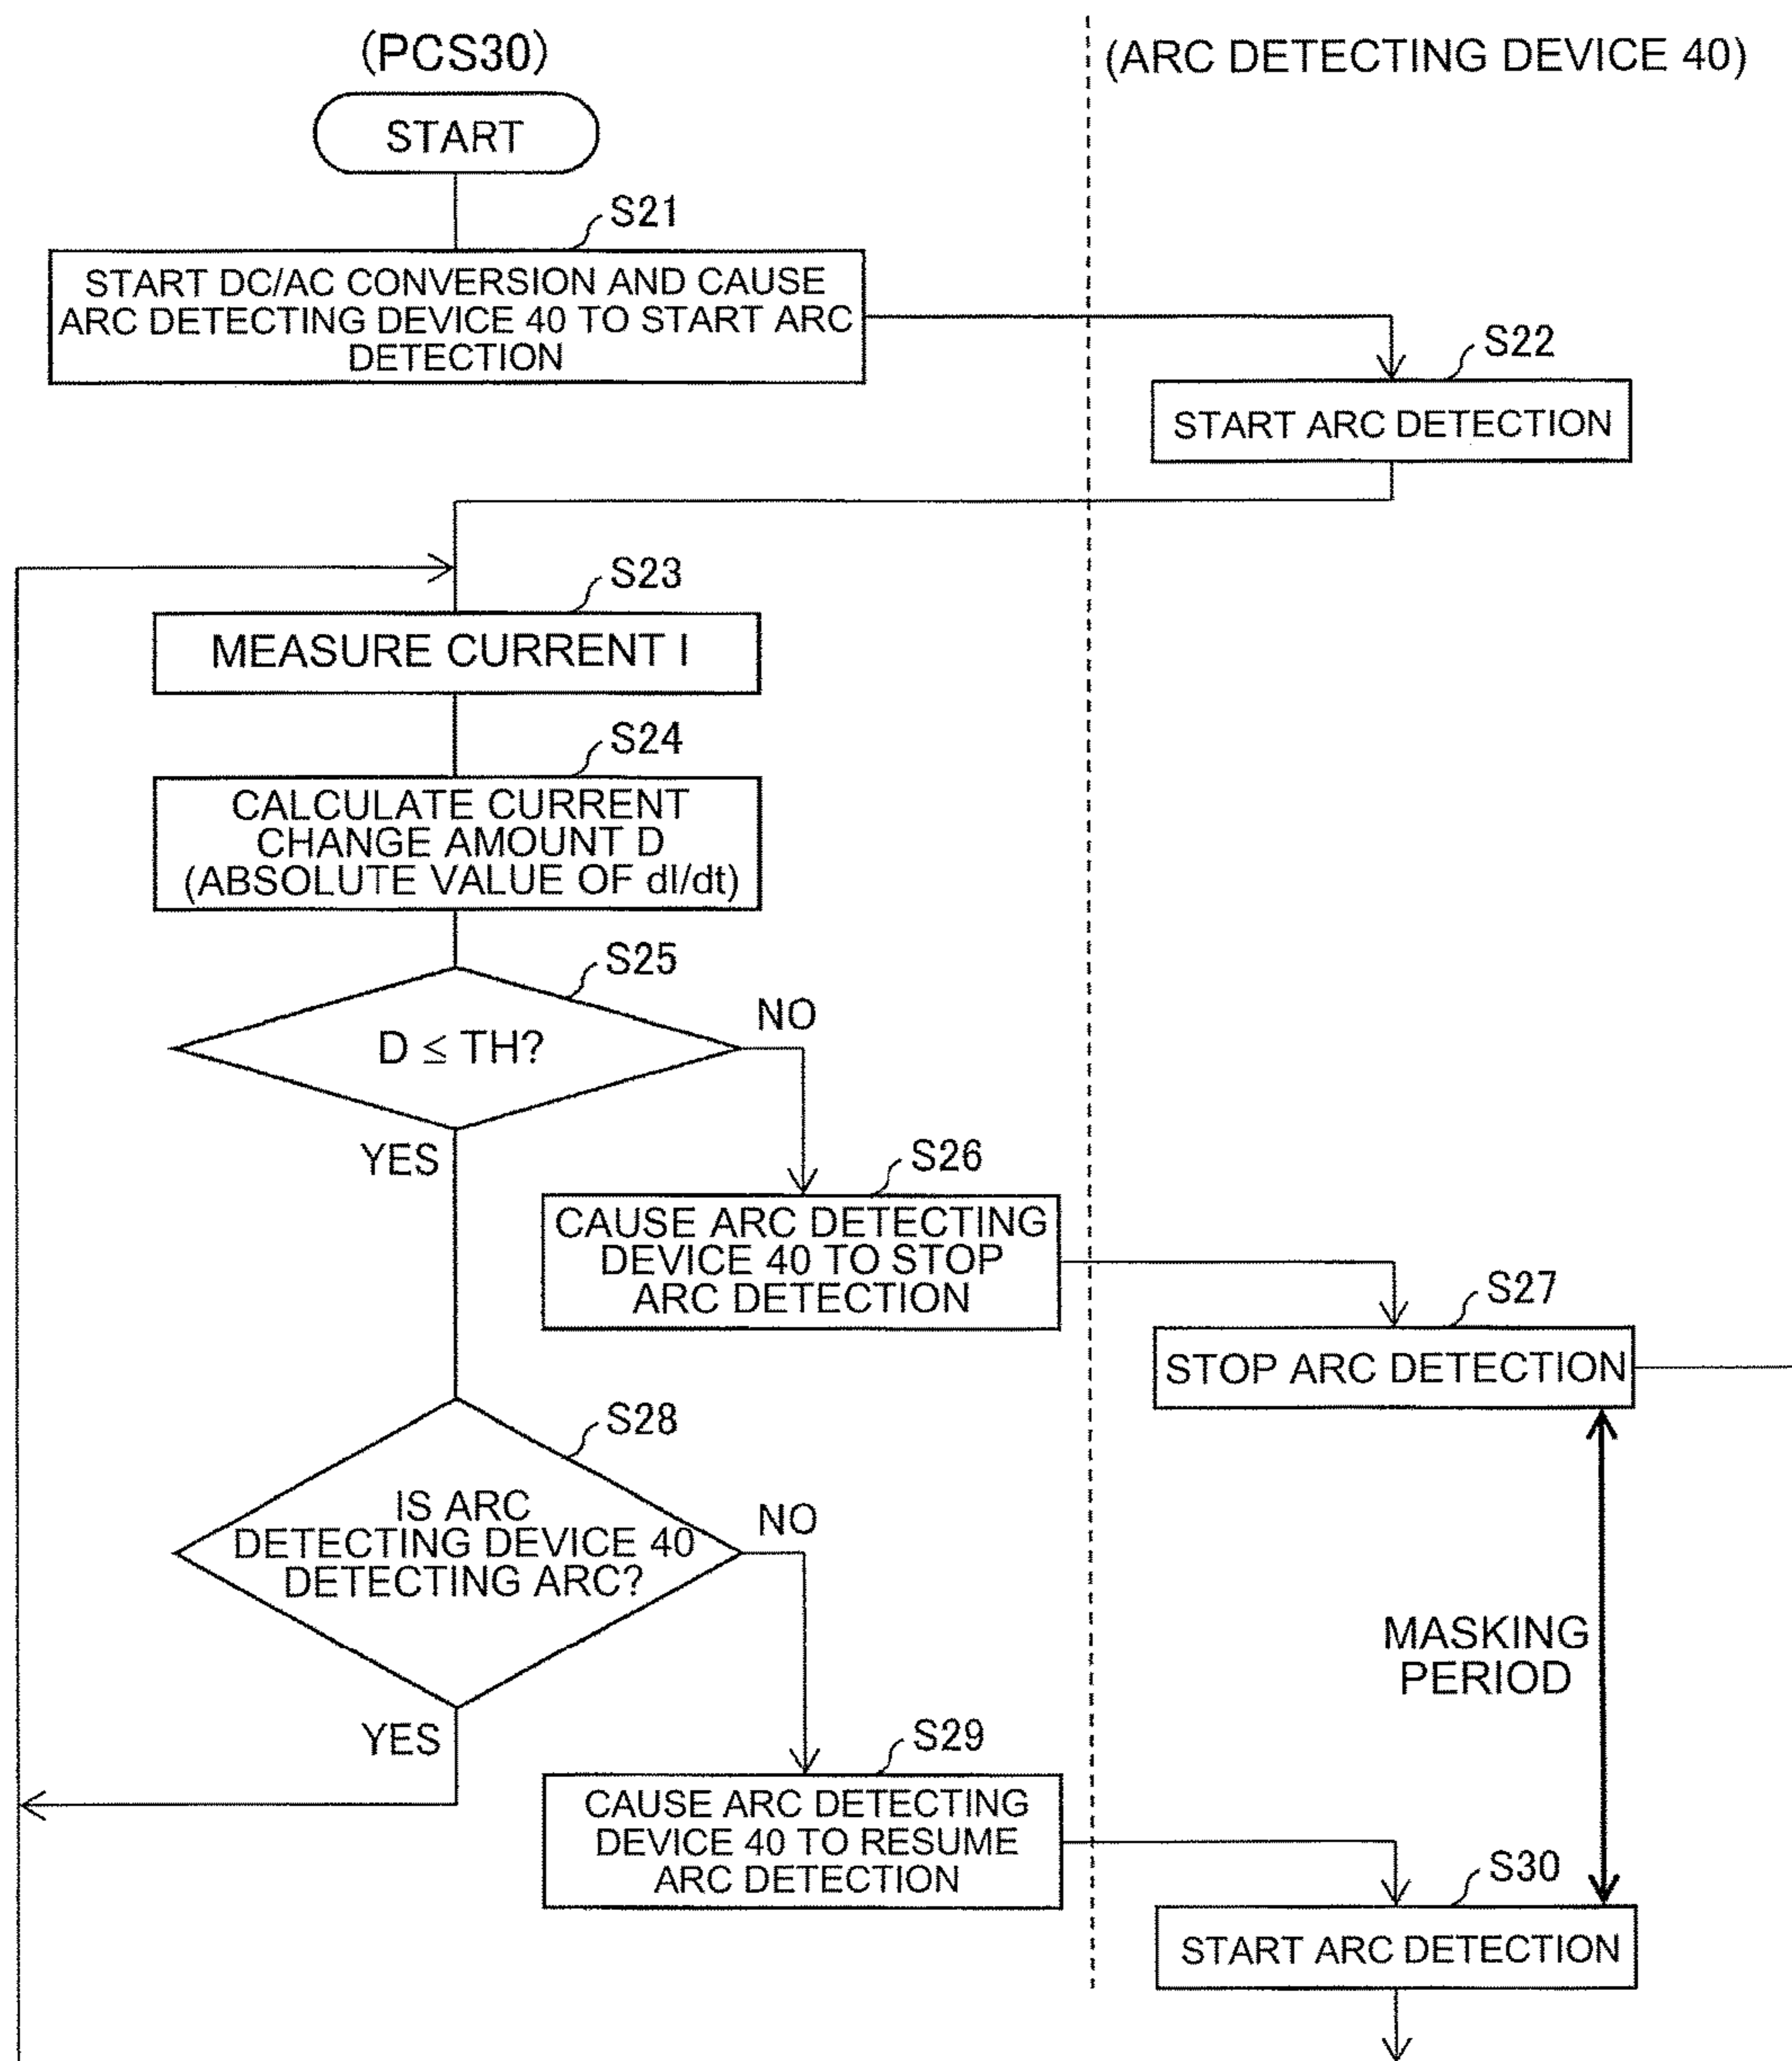 (PCS30)
(ARC DETECTING DEVICE 40)
START
S21
START DC/AC CONVERSION AND CAUSE
ARC DETECTING DEVICE 40 TO START ARC
DETECTION
S22
START ARC DETECTION
S23
MEASURE CURRENT I
S24
CALCULATE CURRENT
CHANGE AMOUNT D
(ABSOLUTE VALUE OF dI/dt)
S25
D ≤ TH?
NO
YES
S26
CAUSE ARC DETECTING
DEVICE 40 TO STOP
ARC DETECTION
S27
STOP ARC DETECTION
S28
IS ARC
DETECTING DEVICE 40
DETECTING ARC?
NO
YES
MASKING
PERIOD
S29
CAUSE ARC DETECTING
DEVICE 40 TO RESUME
ARC DETECTION
S30
START ARC DETECTION